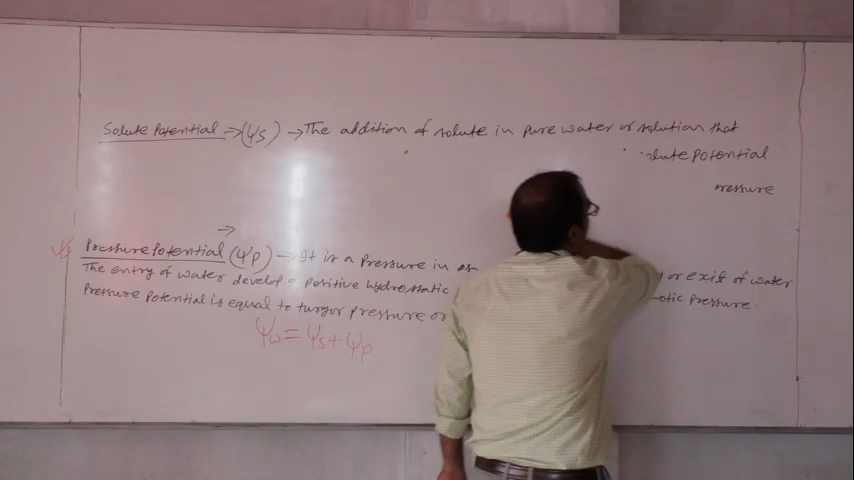 Solute Potential → (Ψs) → The addition of solute in pure water or solution that
solute potential
pressure
→
Pressure Potential (Ψp) - It is a pressure in os
The entry of water develop a positive hydrostatic or exit of water
Pressure Potential is equal to turgor pressure or otic pressure.
Ψw = Ψs + Ψp